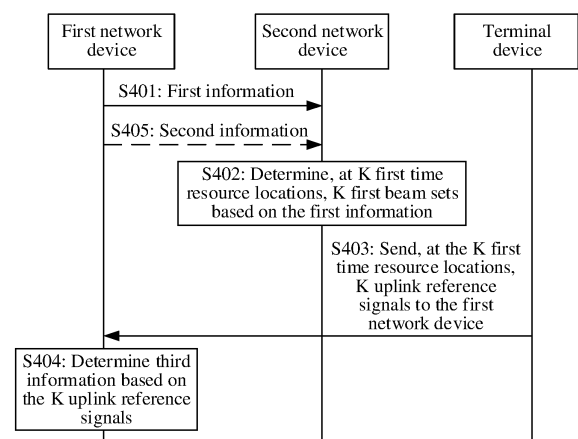 First network
device
Second network
device
Terminal
device
S401: First information
S405: Second information
S402: Determine, at K first time
resource locations, K first beam sets
based on the first information
S403: Send, at the K first
time resource locations,
K uplink reference
signals to the first
network device
S404: Determine third
information based on
the K uplink reference
signals